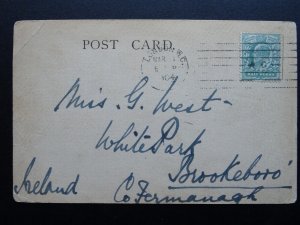 POST CARD.
Miss. G. West-
White Park
Brookeboro'
Ireland Co Fermanagh